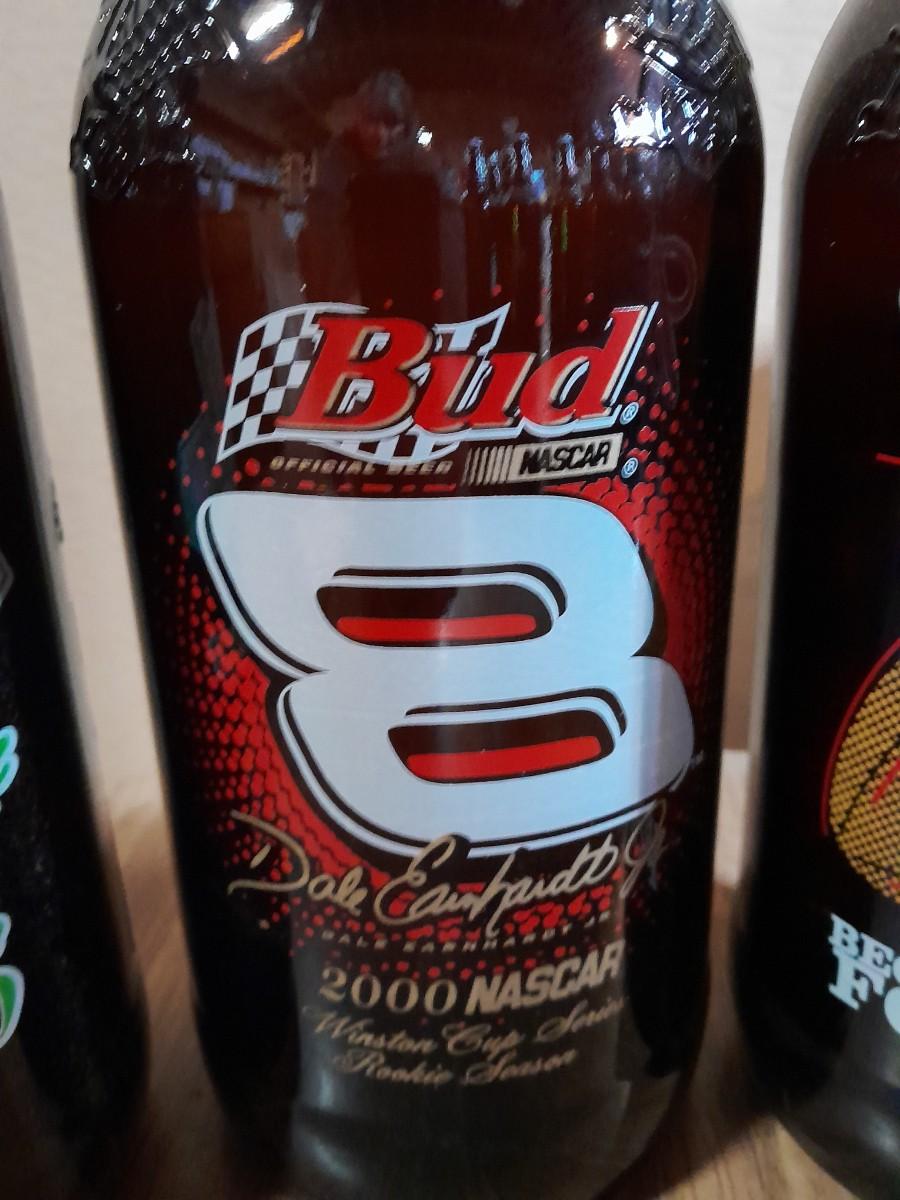 Bud®
OFFICIAL BEER NASCAR®
8
Dale Earnhardt Jr
DALE EARNHARDT JR
2000 NASCAR
Winston Cup Series
Rookie Season